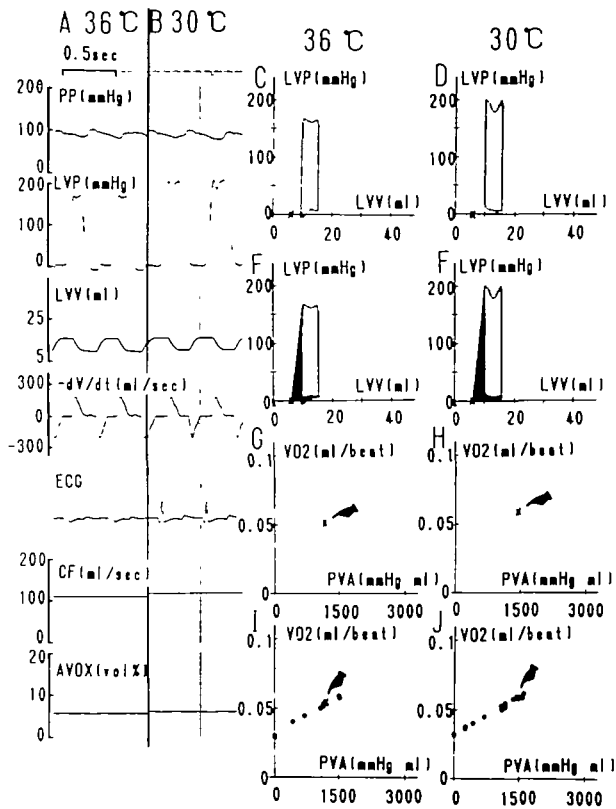 A 36℃ B 30℃
0.5sec
PP(mmHg)
200
100
0
LVP(mmHg)
200
100
0
LVV(ml)
25
5
-dV/dt(ml/sec)
300
0
-300
ECG
CF(ml/sec)
200
100
0
AVOX(vol%)
20
10
0
36℃
30℃
C LVP(mmHg)
200
100
0
LVV(ml)
0 20 40
D LVP(mmHg)
200
100
0
LVV(ml)
0 20 40
F LVP(mmHg)
200
100
0
LVV(ml)
0 20 40
F LVP(mmHg)
200
100
0
LVV(ml)
0 20 40
G VO2(ml/beat)
0.1
0.05
0
PVA(mmHg ml)
0 1500 3000
H VO2(ml/beat)
0.1
0.05
0
PVA(mmHg ml)
0 1500 3000
I VO2(ml/beat)
0.1
0.05
0
PVA(mmHg ml)
0 1500 3000
J VO2(ml/beat)
0.1
0.05
0
PVA(mmHg ml)
0 1500 3000